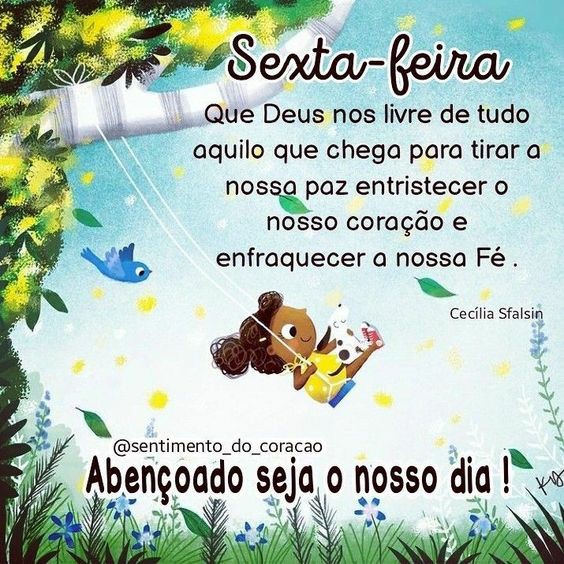 Sexta-feira
Que Deus nos livre de tudo
aquilo que chega para tirar a
nossa paz entristecer o
nosso coração e
enfraquecer a nossa Fé .
Cecília Sfalsin
@sentimento_do_coracao
Abençoado seja o nosso dia !